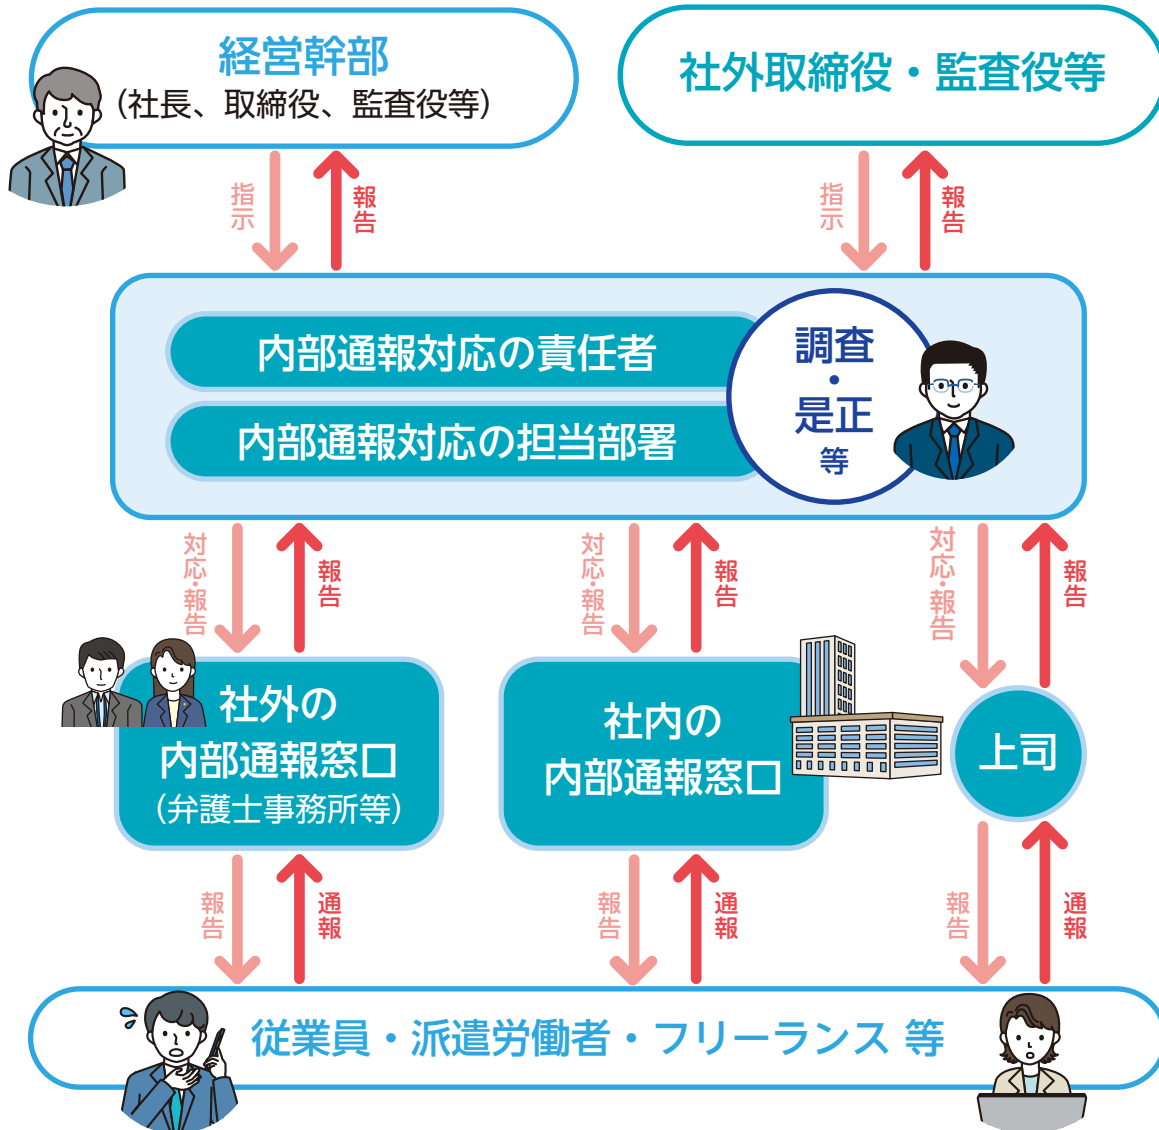 経営幹部
（社長、取締役、監査役等）
社外取締役・監査役等
指示
報告
指示
報告
内部通報対応の責任者
内部通報対応の担当部署
調査
・
是正
等
対応・報告
報告
対応・報告
報告
対応・報告
報告
社外の
内部通報窓口
（弁護士事務所等）
社内の
内部通報窓口
上司
報告
通報
報告
通報
報告
通報
従業員・派遣労働者・フリーランス 等